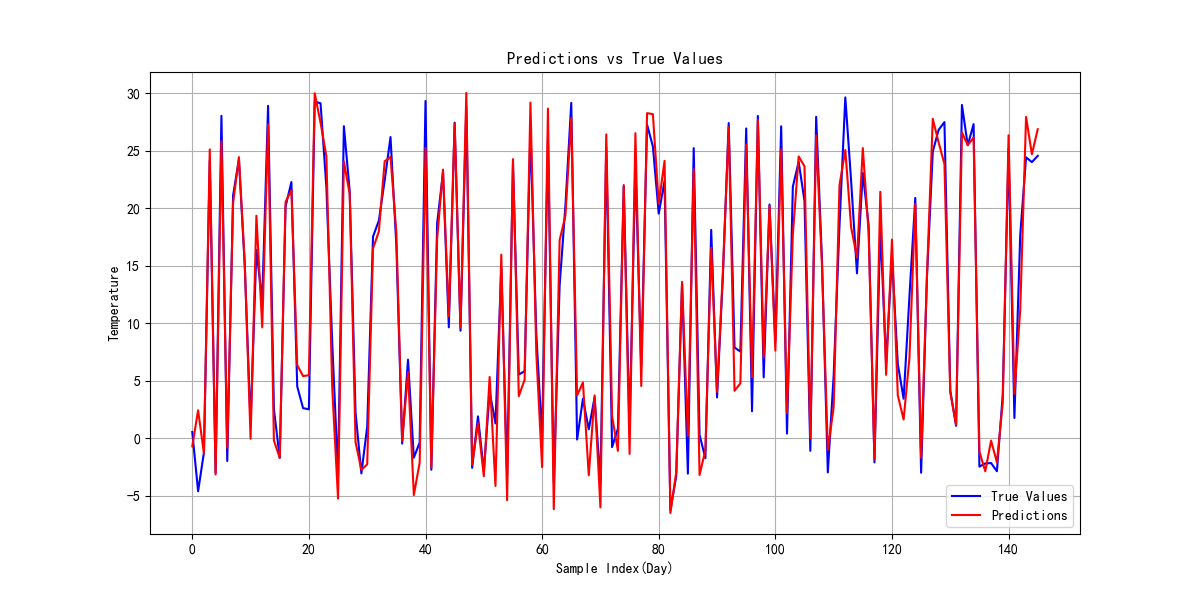 Predictions vs True Values
Temperature
30
25
20
15
10
5
0
−5
0 20 40 60 80 100 120 140
Sample Index(Day)
True Values
Predictions